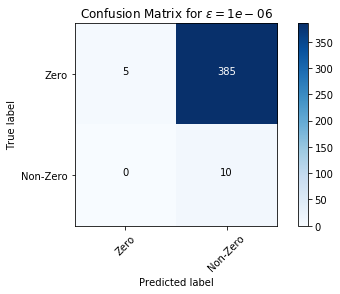 Confusion Matrix for ε = 1e − 06
True label
Zero
Non-Zero
5
385
0
10
Zero
Non-Zero
Predicted label
350
300
250
200
150
100
50
0